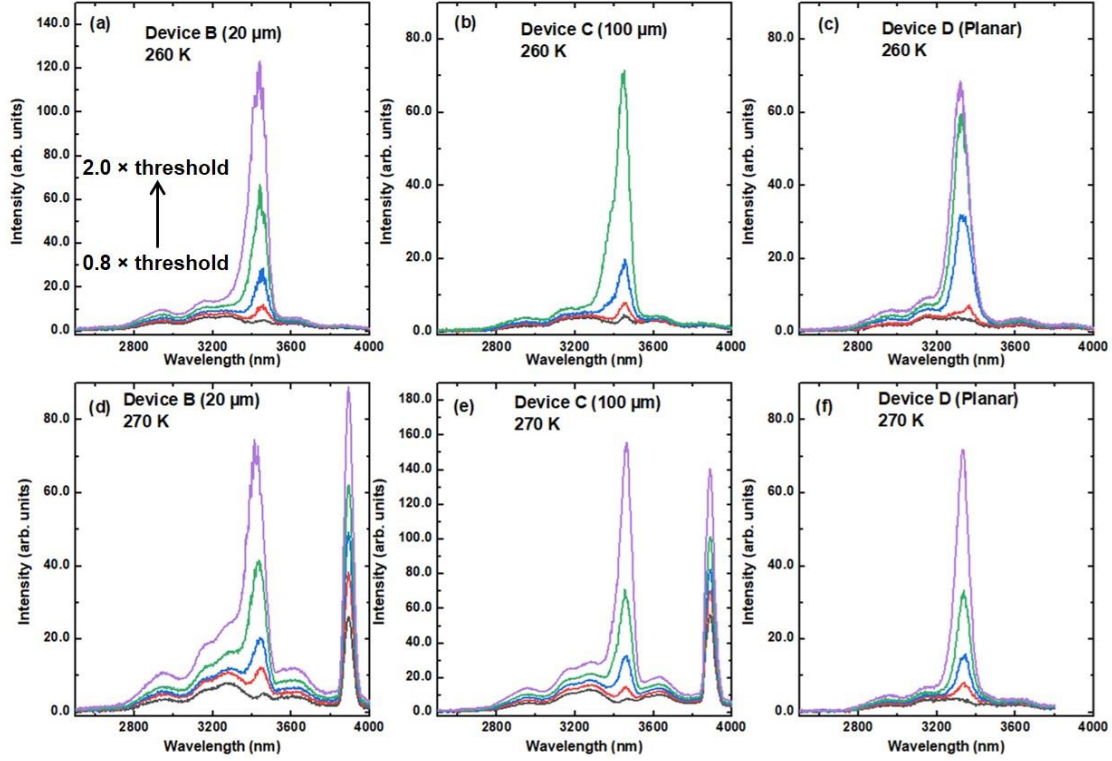 (a)
Device B (20 µm)
260 K
2.0 × threshold
0.8 × threshold
Intensity (arb. units)
140.0
120.0
100.0
80.0
60.0
40.0
20.0
0.0
2800 3200 3600 4000
Wavelength (nm)
(b)
Device C (100 µm)
260 K
Intensity (arb. units)
80.0
60.0
40.0
20.0
0.0
2800 3200 3600 4000
Wavelength (nm)
(c)
Device D (Planar)
260 K
Intensity (arb. units)
80.0
60.0
40.0
20.0
0.0
2800 3200 3600 4000
Wavelength (nm)
(d)
Device B (20 µm)
270 K
Intensity (arb. units)
80.0
60.0
40.0
20.0
0.0
2800 3200 3600 4000
Wavelength (nm)
(e)
Device C (100 µm)
270 K
Intensity (arb. units)
180.0
160.0
140.0
120.0
100.0
80.0
60.0
40.0
20.0
0.0
2800 3200 3600 4000
Wavelength (nm)
(f)
Device D (Planar)
270 K
Intensity (arb. units)
80.0
60.0
40.0
20.0
0.0
2800 3200 3600 4000
Wavelength (nm)